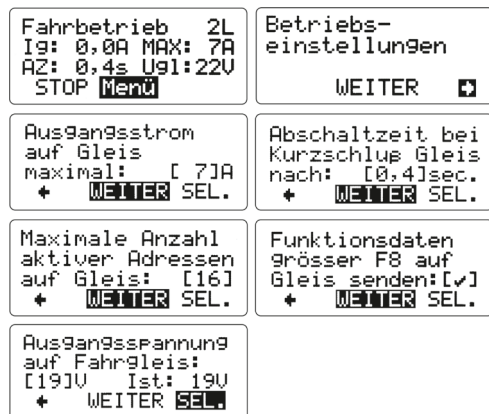 Fahrbetrieb 2L
Ig: 0,0A MAX: 7A
AZ: 0,4s Ugl:22V
STOP Menü
Betriebs-
einstellungen
WEITER
Ausgangsstrom
auf Gleis
maximal: [ 7]A
← WEITER SEL.
Abschaltzeit bei
Kurzschluß Gleis
nach: [0,4]sec.
← WEITER SEL.
Maximale Anzahl
aktiver Adressen
auf Gleis: [16]
← WEITER SEL.
Funktionsdaten
grösser F8 auf
Gleis senden:[✓]
← WEITER SEL.
Ausgangsspannung
auf Fahrgleis:
[19]V Ist: 19V
← WEITER SEL.